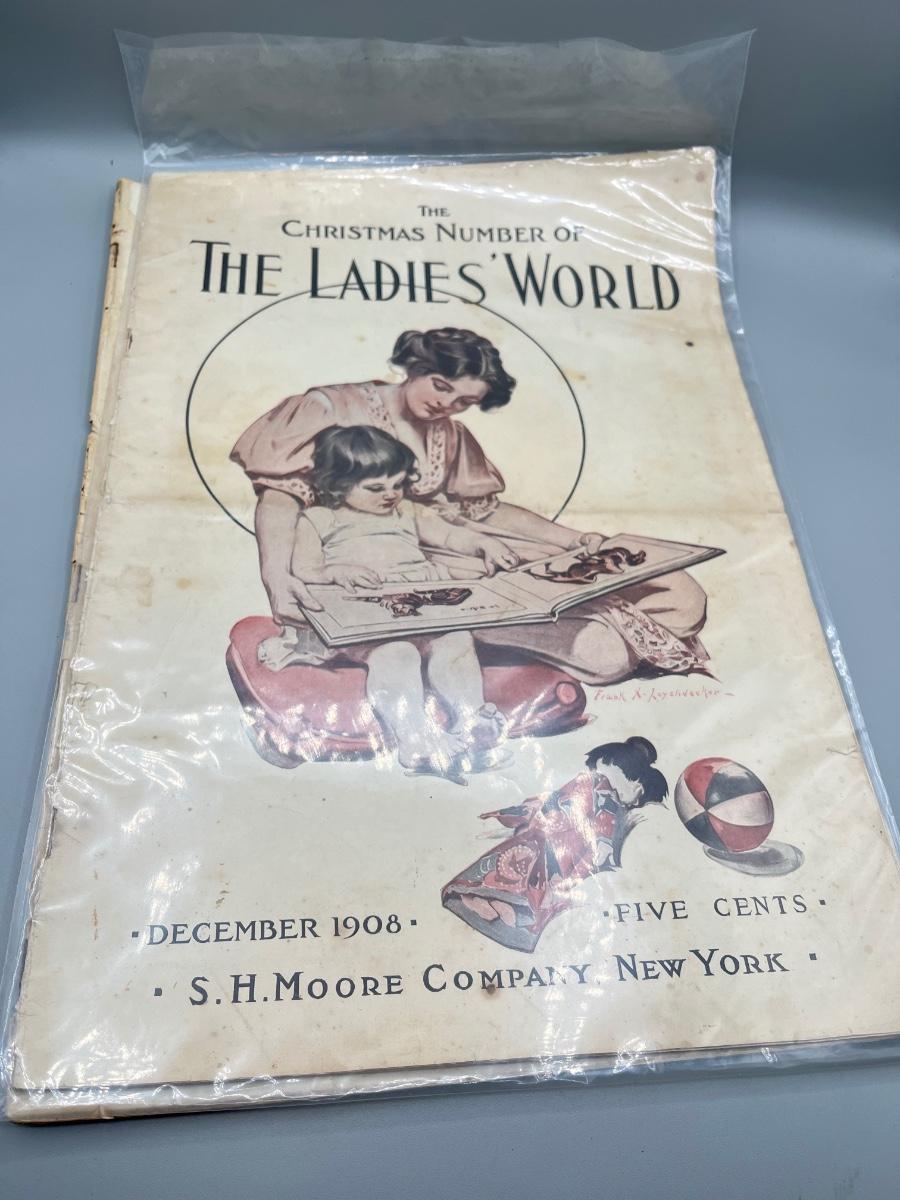 THE
CHRISTMAS NUMBER OF
THE LADIES' WORLD
Frank X. Leyendecker
·DECEMBER 1908·
·FIVE CENTS·
· S.H.MOORE COMPANY, NEW YORK ·